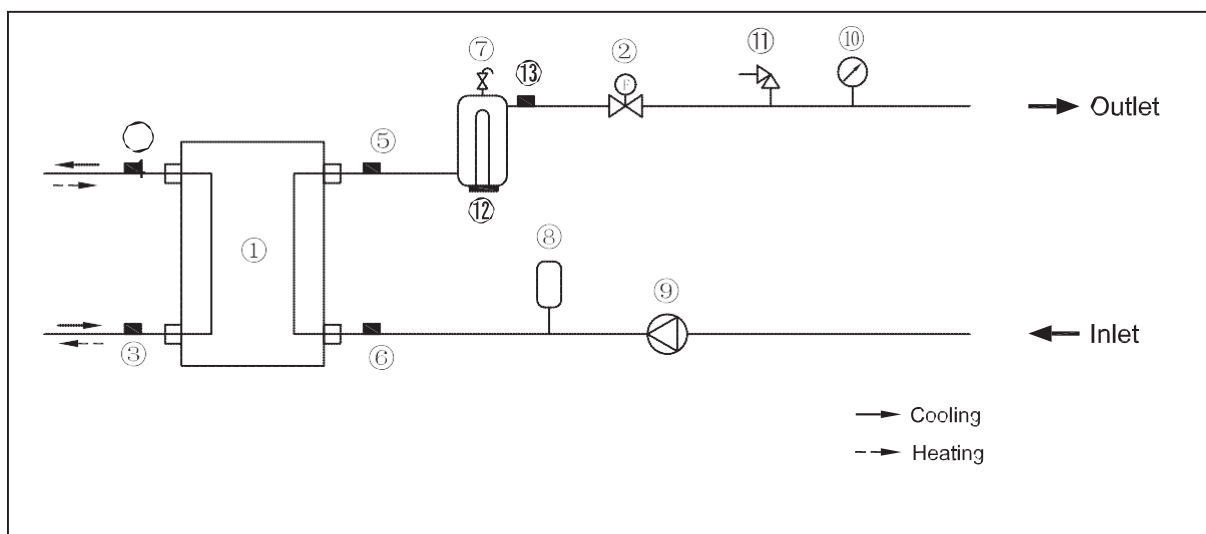 ⑦
②
⑪
⑩
⑬
F
Outlet
⑤
⑫
①
⑧
⑨
③
⑥
Inlet
Cooling
Heating